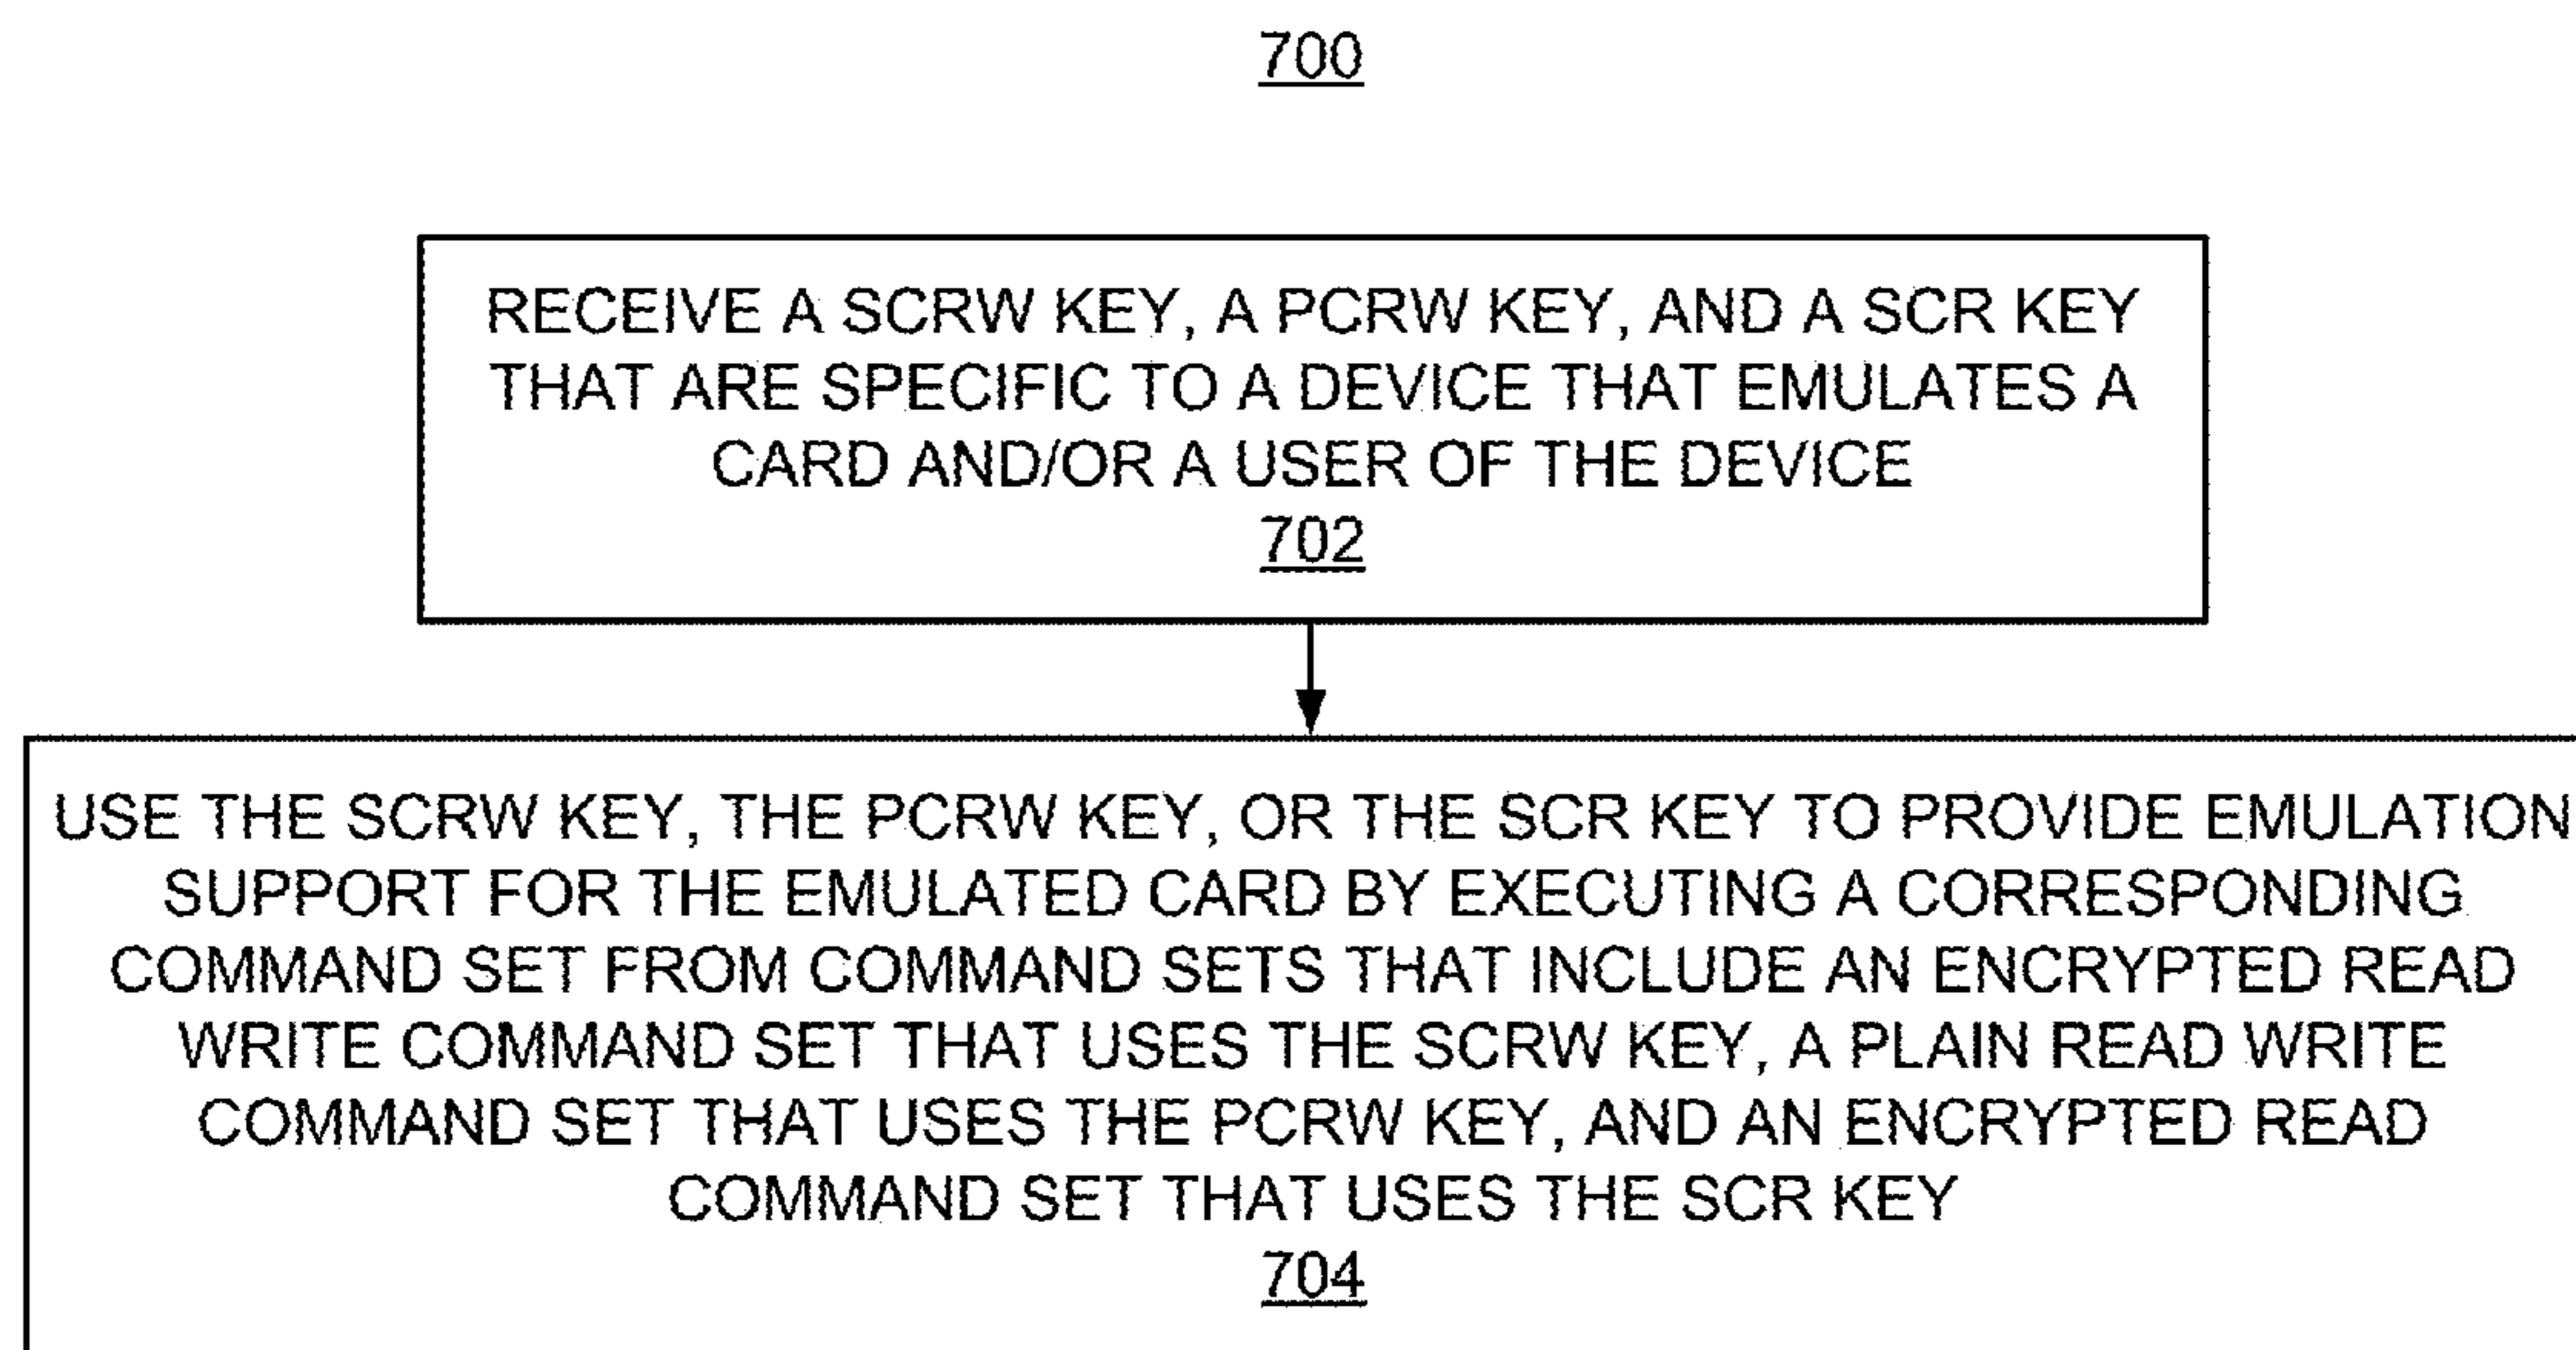 700
RECEIVE A SCRW KEY, A PCRW KEY, AND A SCR KEY
THAT ARE SPECIFIC TO A DEVICE THAT EMULATES A
CARD AND/OR A USER OF THE DEVICE
702
USE THE SCRW KEY, THE PCRW KEY, OR THE SCR KEY TO PROVIDE EMULATION
SUPPORT FOR THE EMULATED CARD BY EXECUTING A CORRESPONDING
COMMAND SET FROM COMMAND SETS THAT INCLUDE AN ENCRYPTED READ
WRITE COMMAND SET THAT USES THE SCRW KEY, A PLAIN READ WRITE
COMMAND SET THAT USES THE PCRW KEY, AND AN ENCRYPTED READ
COMMAND SET THAT USES THE SCR KEY
704